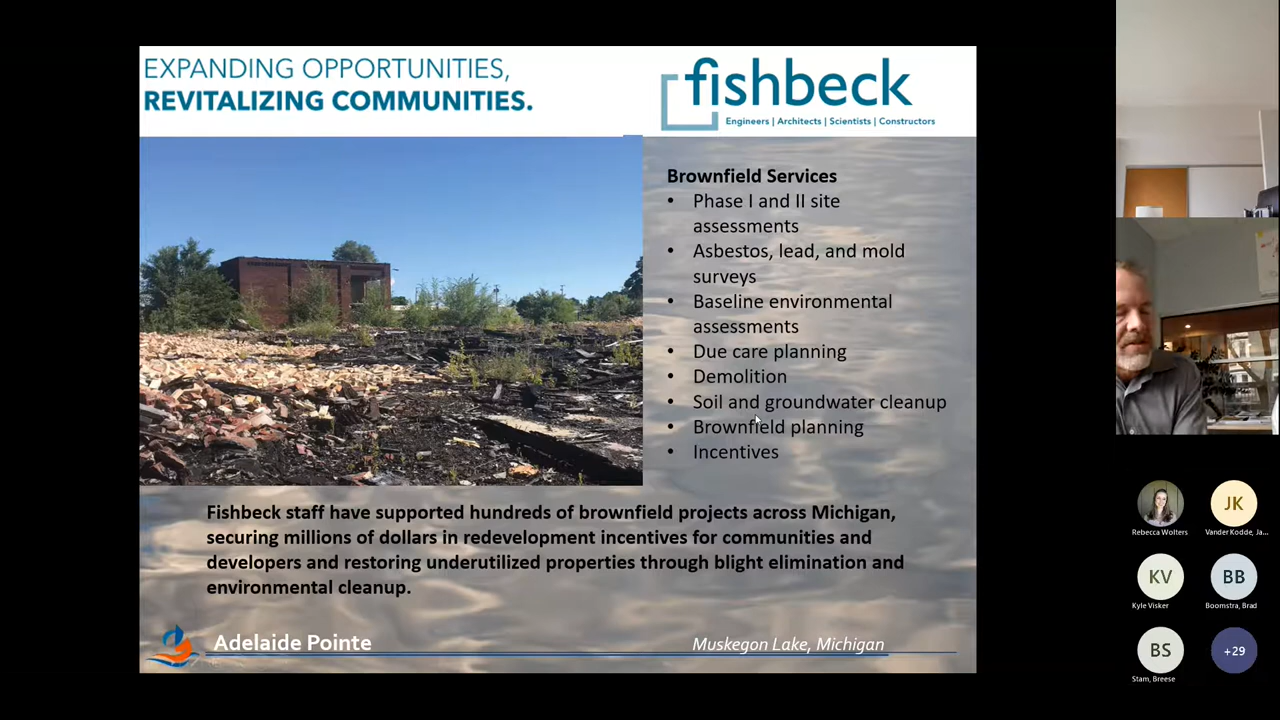 EXPANDING OPPORTUNITIES,
REVITALIZING COMMUNITIES.
fishbeck
Engineers | Architects | Scientists | Constructors
Brownfield Services
• Phase I and II site
assessments
• Asbestos, lead, and mold
surveys
• Baseline environmental
assessments
• Due care planning
• Demolition
• Soil and groundwater cleanup
• Brownfield planning
• Incentives
Fishbeck staff have supported hundreds of brownfield projects across Michigan,
securing millions of dollars in redevelopment incentives for communities and
developers and restoring underutilized properties through blight elimination and
environmental cleanup.
Adelaide Pointe
Muskegon Lake, Michigan
Rebecca Wolters
JK
Vander Kodde, Ja...
KV
Kyle Visker
BB
Boomstra, Brad
BS
Stam, Breese
+29